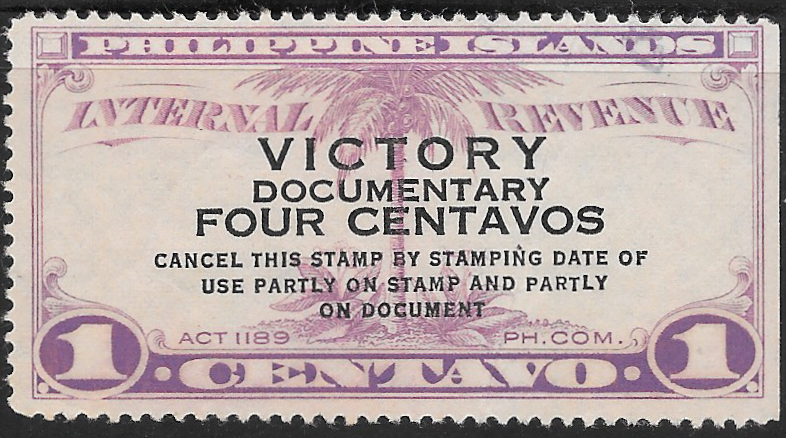 PHILIPPINE ISLANDS
INTERNAL REVENUE
VICTORY
DOCUMENTARY
FOUR CENTAVOS
CANCEL THIS STAMP BY STAMPING DATE OF
USE PARTLY ON STAMP AND PARTLY
ON DOCUMENT
ACT 1189 PH. COM.
1 CENTAVO 1